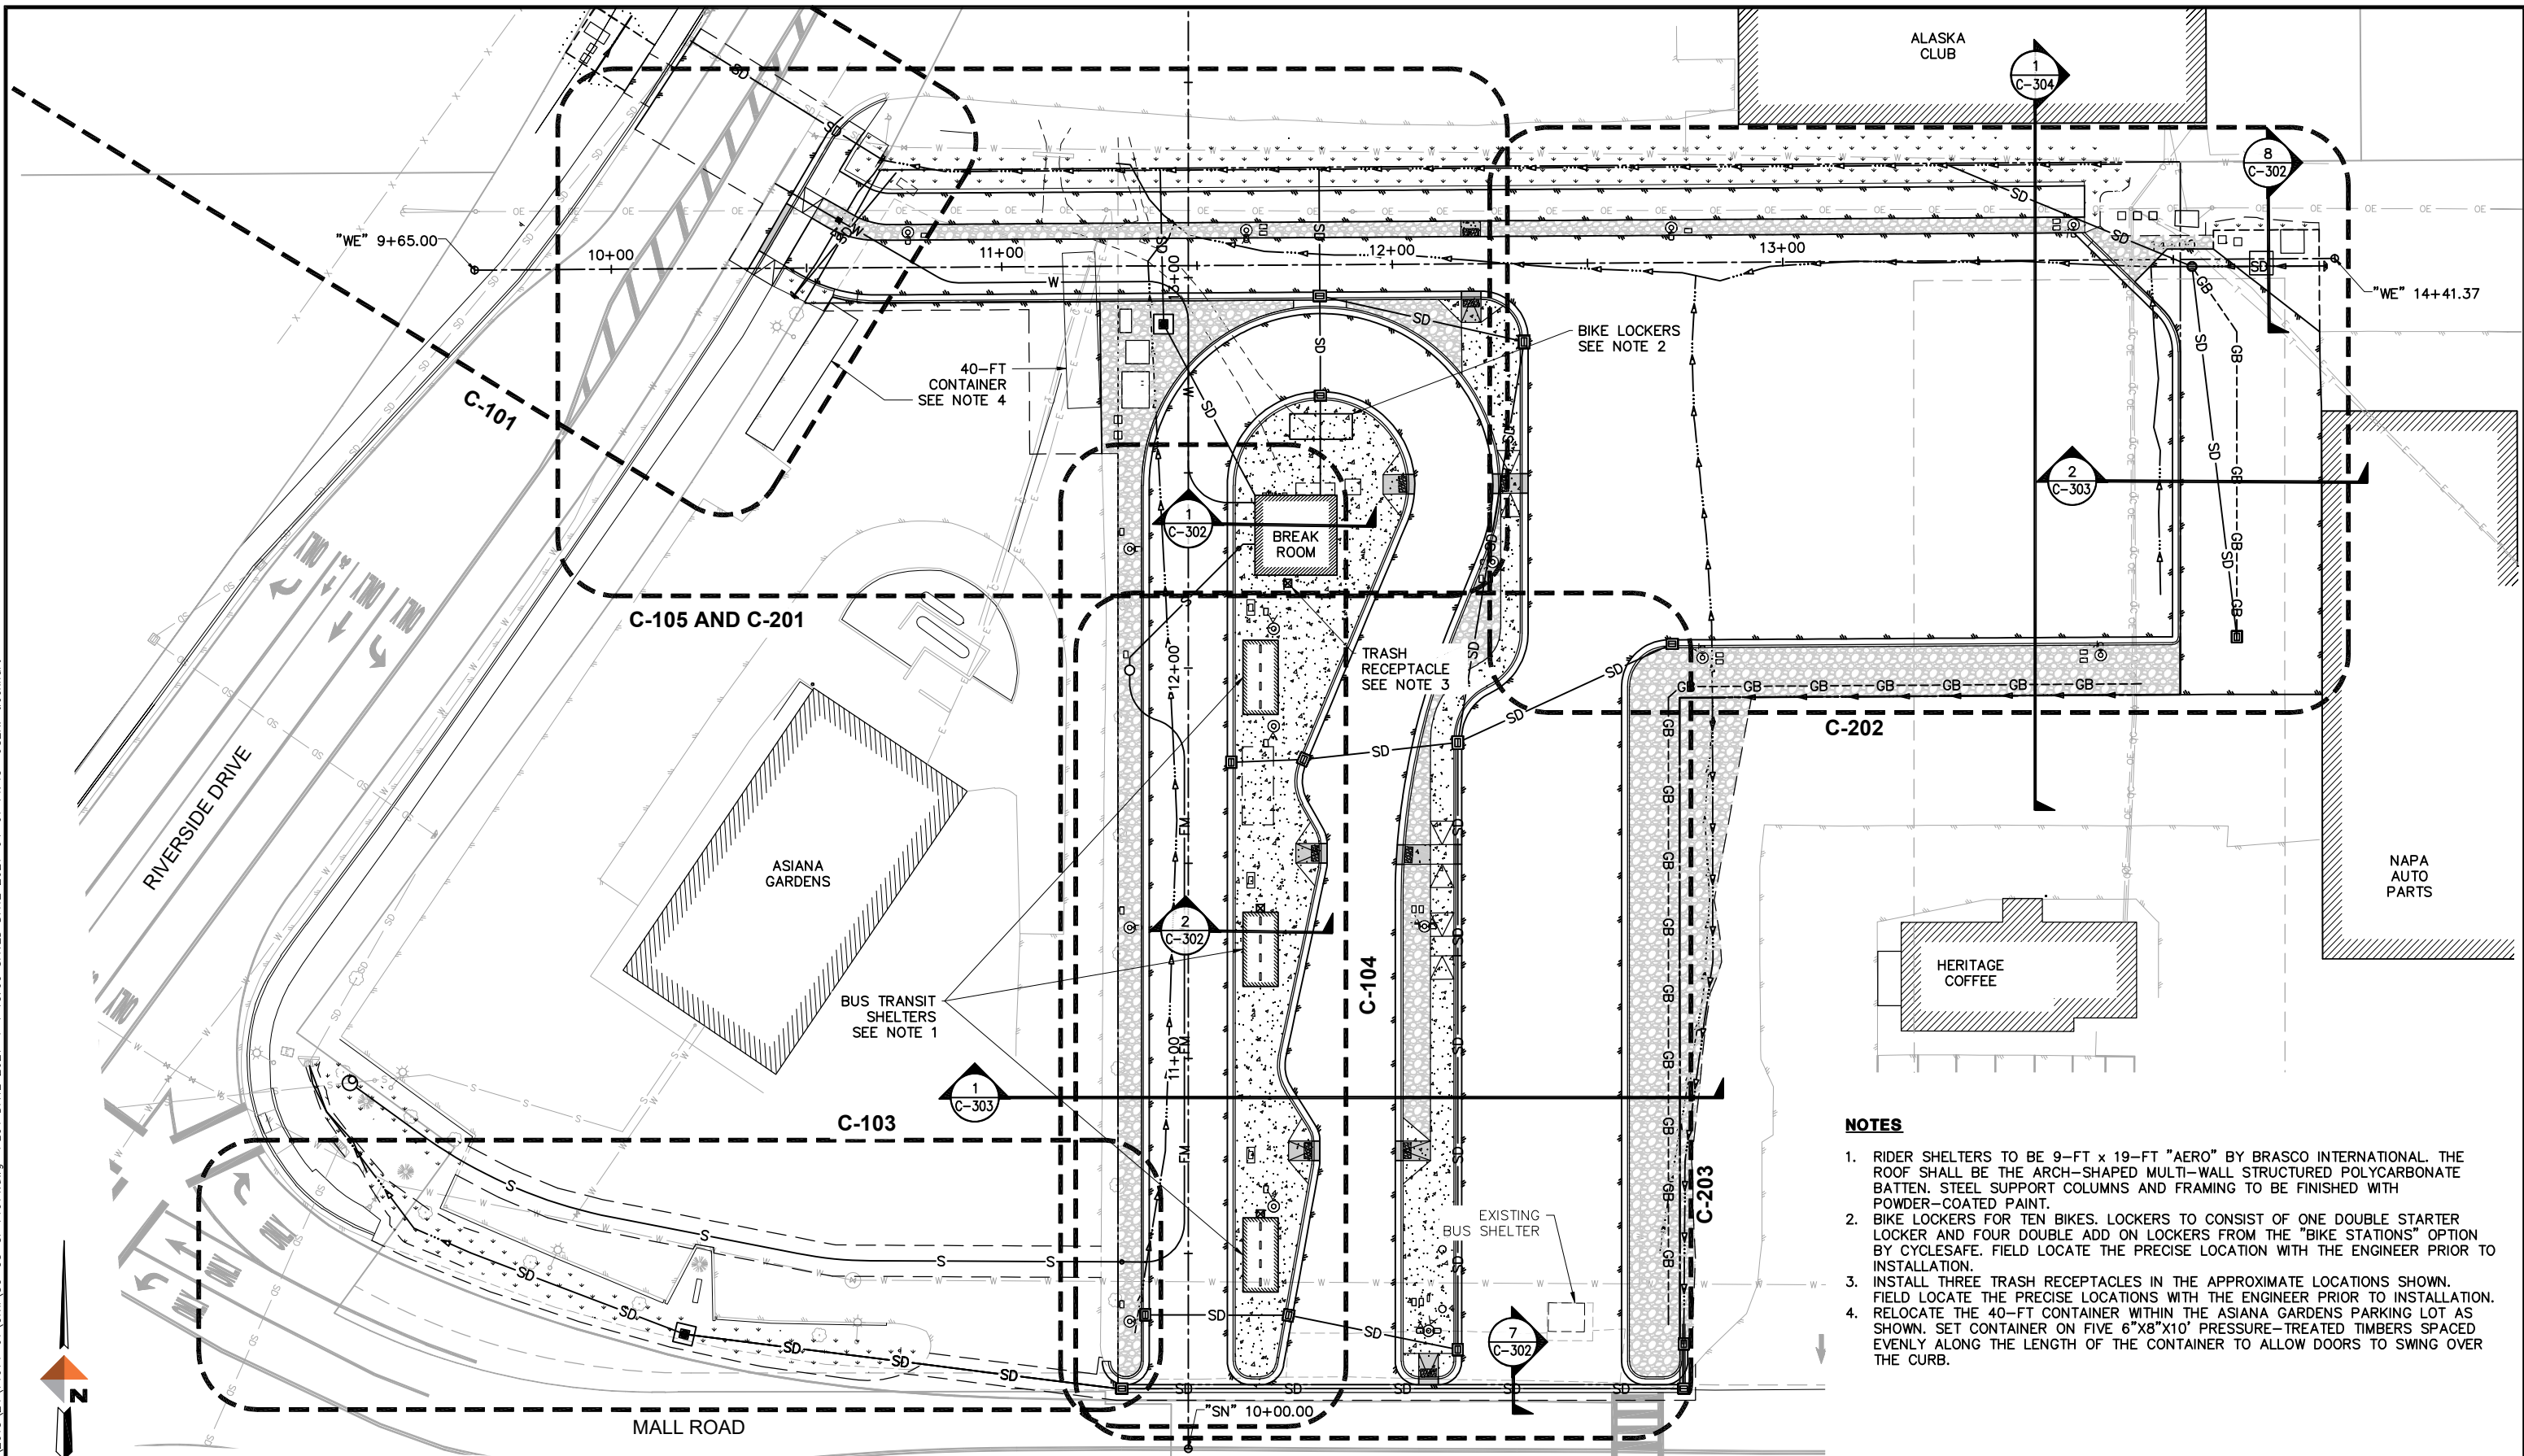 ALASKA
CLUB
1
C-304
8
C-302
"WE" 9+65.00
10+00
11+00
12+00
13+00
13+00
"WE" 14+41.37
BIKE LOCKERS
SEE NOTE 2
40-FT
CONTAINER
SEE NOTE 4
C-101
2
C-303
1
C-302
BREAK
ROOM
C-105 AND C-201
TRASH
RECEPTACLE
SEE NOTE 3
12+00
C-202
RIVERSIDE DRIVE
ONLY
ONLY
ONLY
ONLY
ASIANA
GARDENS
NAPA
AUTO
PARTS
2
C-302
C-104
HERITAGE
COFFEE
BUS TRANSIT
SHELTERS
SEE NOTE 1
11+00
1
C-303
C-103
C-203
EXISTING
BUS SHELTER
7
C-302
"SN" 10+00.00
MALL ROAD
N
SD
W
OE
GB
FM
S
E
T
X
NOTES
1. RIDER SHELTERS TO BE 9-FT x 19-FT "AERO" BY BRASCO INTERNATIONAL. THE
ROOF SHALL BE THE ARCH-SHAPED MULTI-WALL STRUCTURED POLYCARBONATE
BATTEN. STEEL SUPPORT COLUMNS AND FRAMING TO BE FINISHED WITH
POWDER-COATED PAINT.
2. BIKE LOCKERS FOR TEN BIKES. LOCKERS TO CONSIST OF ONE DOUBLE STARTER
LOCKER AND FOUR DOUBLE ADD ON LOCKERS FROM THE "BIKE STATIONS" OPTION
BY CYCLESAFE. FIELD LOCATE THE PRECISE LOCATION WITH THE ENGINEER PRIOR TO
INSTALLATION.
3. INSTALL THREE TRASH RECEPTACLES IN THE APPROXIMATE LOCATIONS SHOWN.
FIELD LOCATE THE PRECISE LOCATIONS WITH THE ENGINEER PRIOR TO INSTALLATION.
4. RELOCATE THE 40-FT CONTAINER WITHIN THE ASIANA GARDENS PARKING LOT AS
SHOWN. SET CONTAINER ON FIVE 6"X8"X10' PRESSURE-TREATED TIMBERS SPACED
EVENLY ALONG THE LENGTH OF THE CONTAINER TO ALLOW DOORS TO SWING OVER
THE CURB.